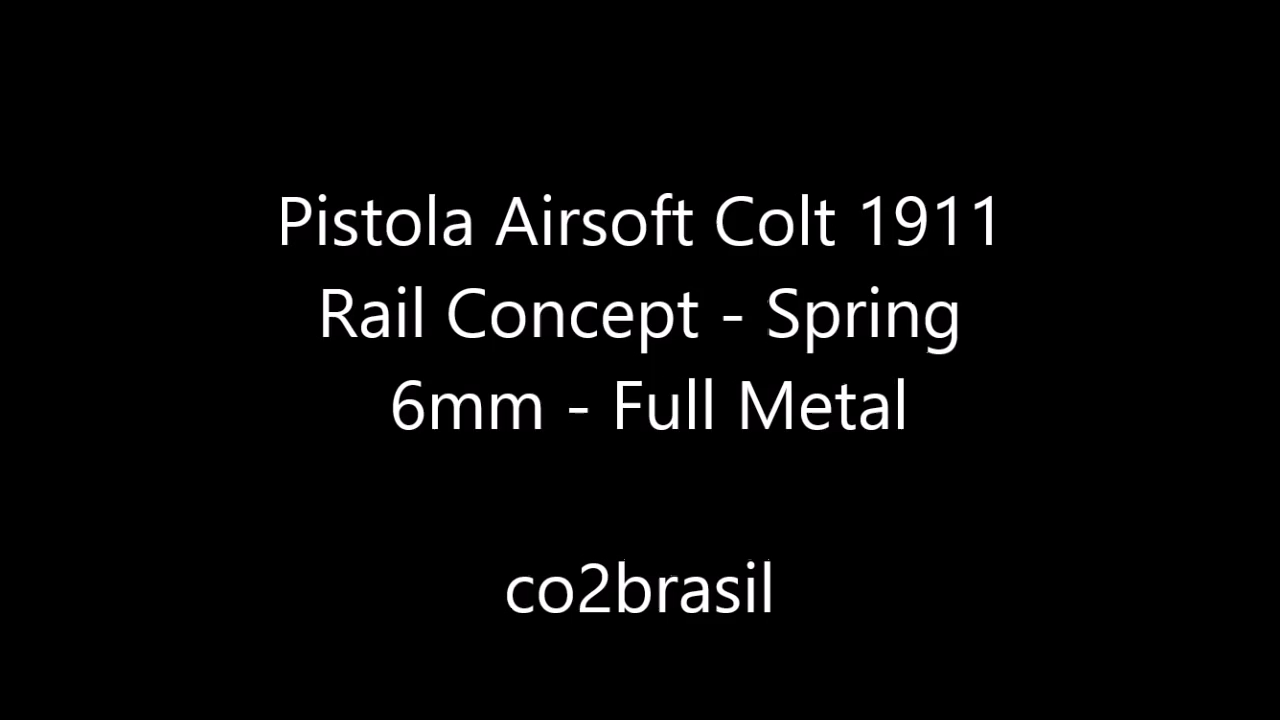 Pistola Airsoft Colt 1911
Rail Concept - Spring
6mm - Full Metal
co2brasil